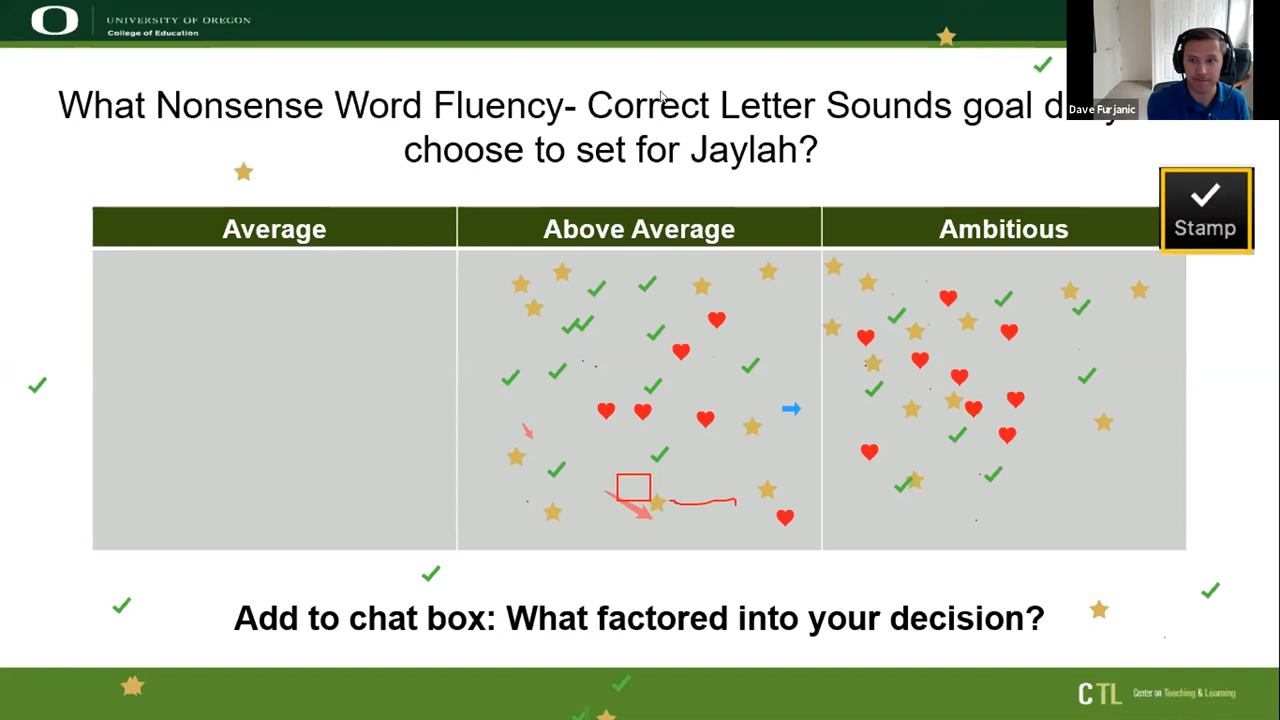 UNIVERSITY OF OREGON
College of Education
Dave Furjanic
What Nonsense Word Fluency- Correct Letter Sounds goal d
choose to set for Jaylah?
Stamp
Average Above Average Ambitious
Add to chat box: What factored into your decision?
CTL Center on Teaching & Learning